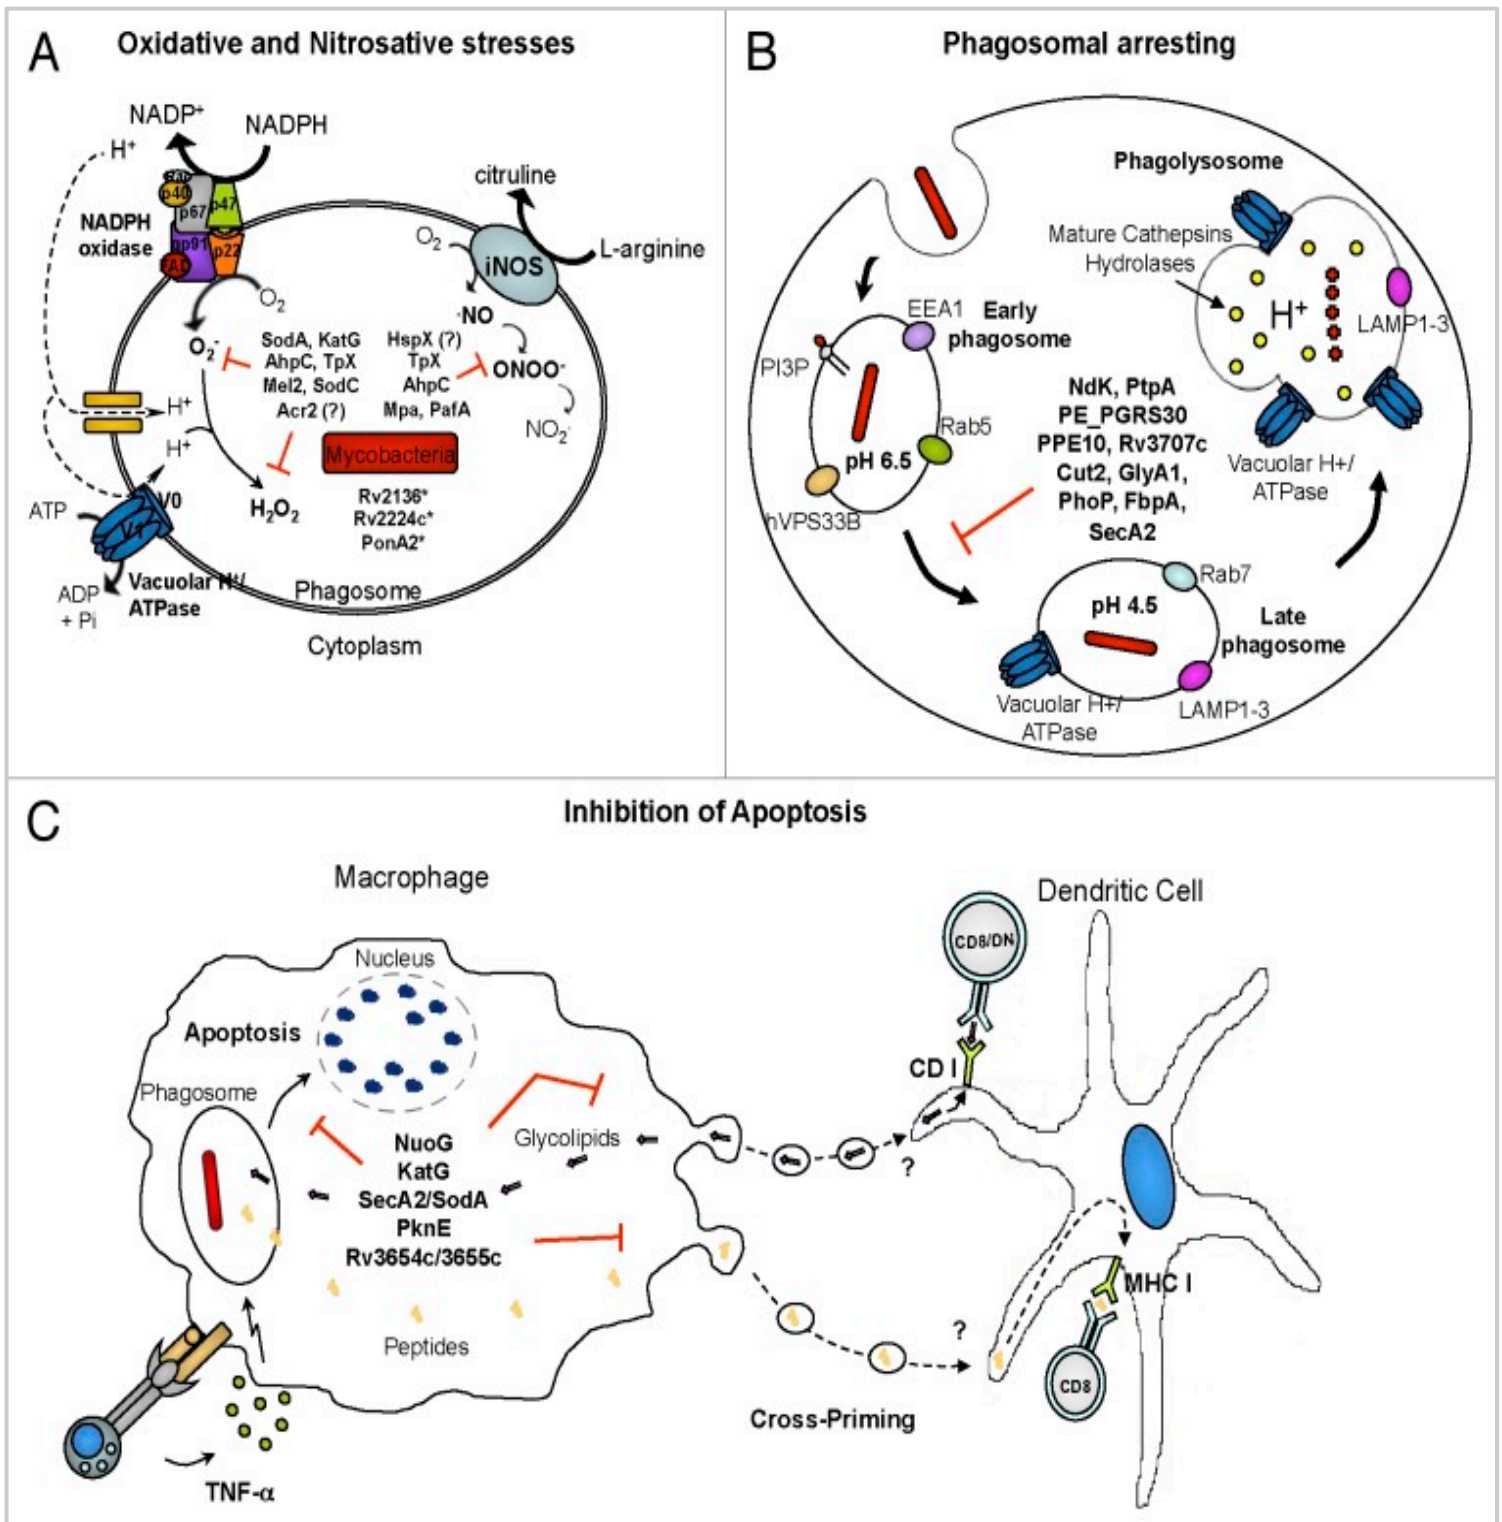 A
Oxidative and Nitrosative stresses
NADP+
NADPH
H+
p40
p67
p47
NADPH
oxidase
gp91
p22
FAD
O2
O2-
citruline
L-arginine
O2
iNOS
·NO
ONOO-
NO2-
SodA, KatG
AhpC, TpX
Mel2, SodC
Acr2 (?)
HspX (?)
TpX
AhpC
Mpa, PafA
H+
H+
Mycobacteria
H2O2
Rv2136*
Rv2224c*
PonA2*
ATP
V0
V1
ADP
+ Pi
Vacuolar H+/
ATPase
Phagosome
Cytoplasm
B
Phagosomal arresting
Phagolysosome
Mature Cathepsins
Hydrolases
H+
LAMP1-3
Vacuolar H+/
ATPase
EEA1
Early
phagosome
PI3P
Rab5
pH 6.5
hVPS33B
NdK, PtpA
PE_PGRS30
PPE10, Rv3707c
Cut2, GlyA1,
PhoP, FbpA,
SecA2
Rab7
pH 4.5
Late
phagosome
Vacuolar H+/
ATPase
LAMP1-3
C
Inhibition of Apoptosis
Macrophage
Nucleus
Apoptosis
Phagosome
NuoG
KatG
SecA2/SodA
PknE
Rv3654c/3655c
Glycolipids
Peptides
TNF-α
Dendritic Cell
CD8/DN
CD I
?
MHC I
?
CD8
Cross-Priming